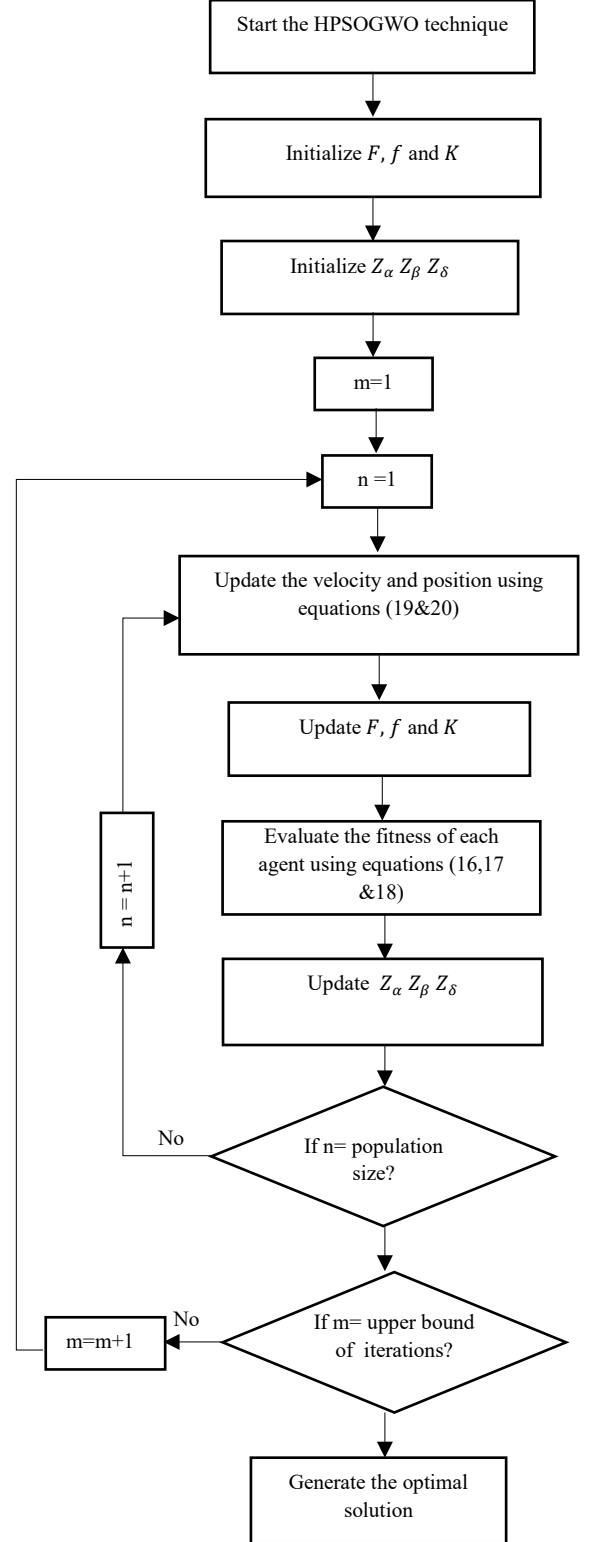 Start the HPSOGWO technique
Initialize F, f and K
Initialize Z_α Z_β Z_δ
m=1
n =1
Update the velocity and position using
equations (19&20)
Update F, f and K
n = n+1
Evaluate the fitness of each
agent using equations (16,17
&18)
Update Z_α Z_β Z_δ
No
If n= population
size?
No
m=m+1
If m= upper bound
of iterations?
Generate the optimal
solution